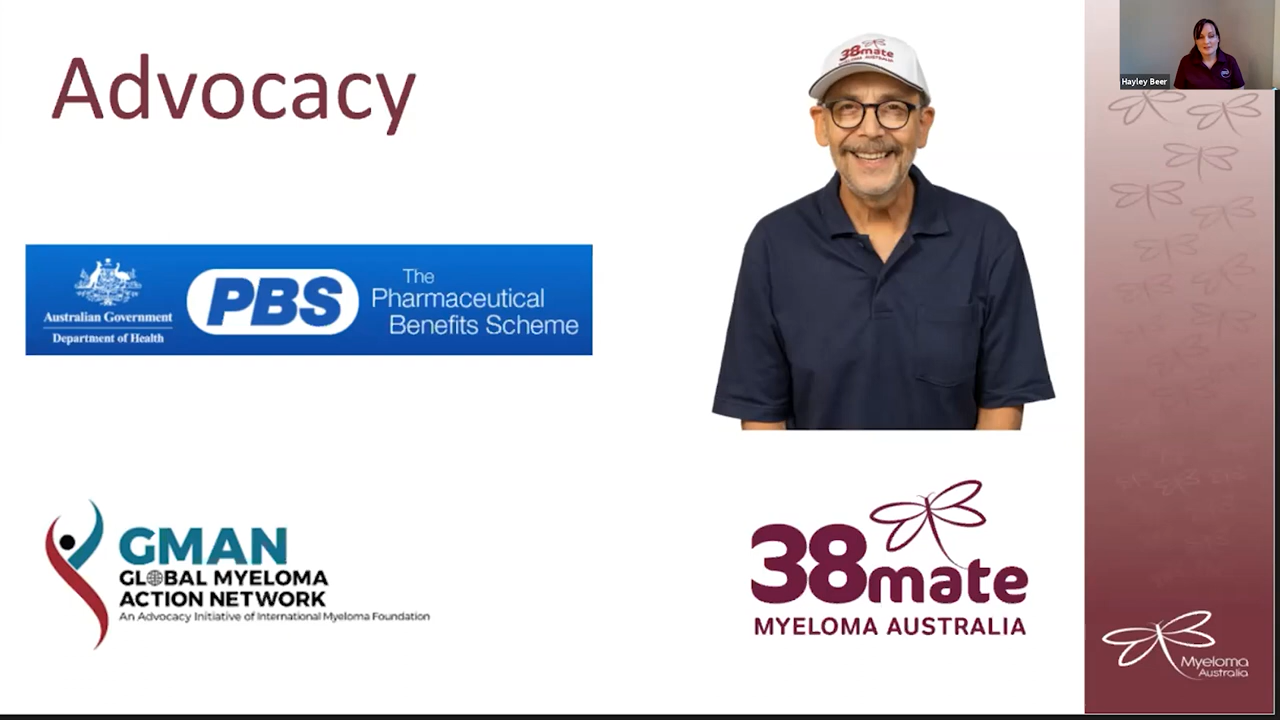 Advocacy
38mate
MYELOMA AUSTRALIA
Hayley Beer
Australian Government
Department of Health
PBS
The
Pharmaceutical
Benefits Scheme
GMAN
GLOBAL MYELOMA
ACTION NETWORK
An Advocacy Initiative of International Myeloma Foundation
38mate
MYELOMA AUSTRALIA
Myeloma
Australia